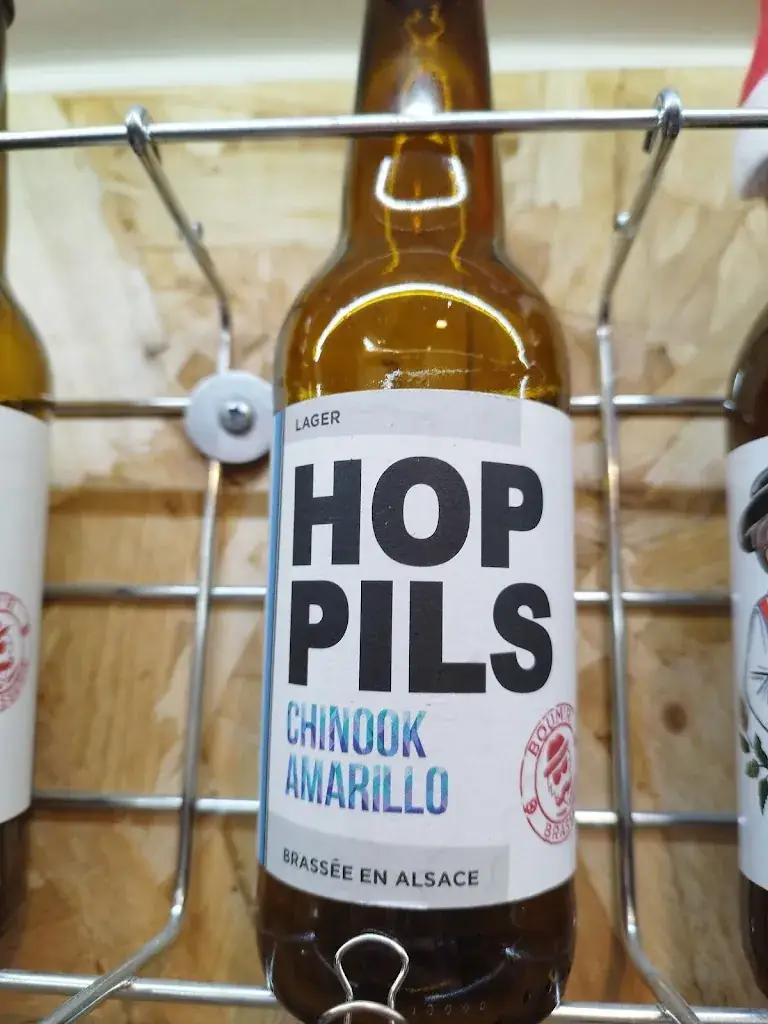 LAGER
HOP
PILS
CHINOOK
AMARILLO
BRASSÉE EN ALSACE